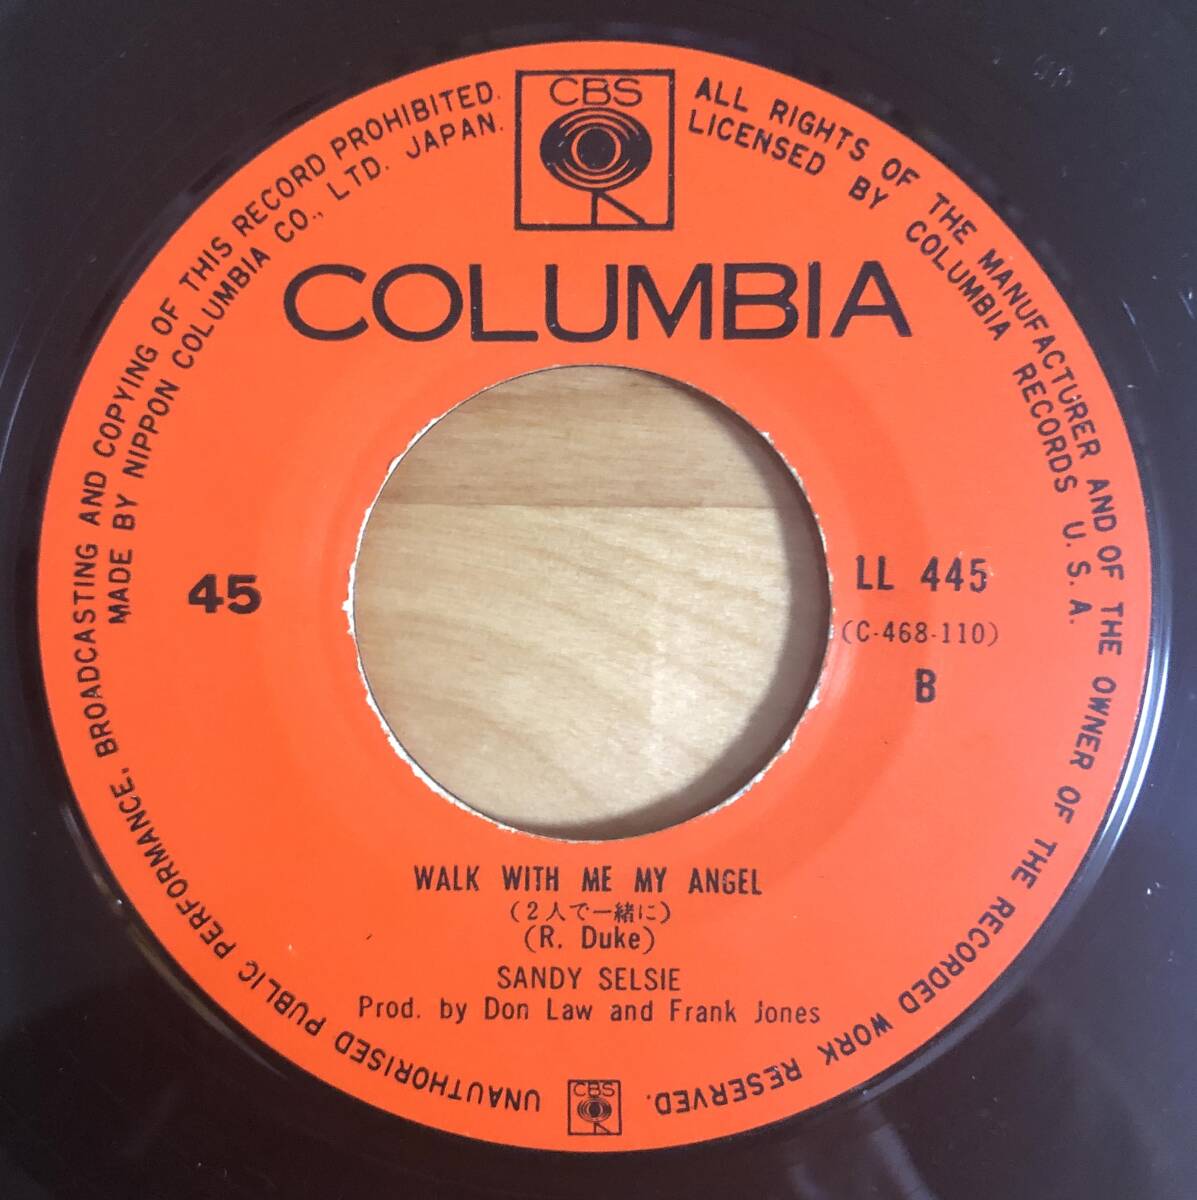 CBS
COLUMBIA
ALL RIGHTS OF THE MANUFACTURER AND OF THE OWNER OF THE RECORDED WORK RESERVED.
LICENSED BY COLUMBIA RECORDS U.S.A.
UNAUTHORISED PUBLIC PERFORMANCE, BROADCASTING AND COPYING OF THIS RECORD PROHIBITED.
MADE BY NIPPON COLUMBIA CO., LTD. JAPAN.
45
LL 445
(C-468-110)
B
WALK WITH ME MY ANGEL
(2人で一緒に)
(R. Duke)
SANDY SELSIE
Prod. by Don Law and Frank Jones
CBS